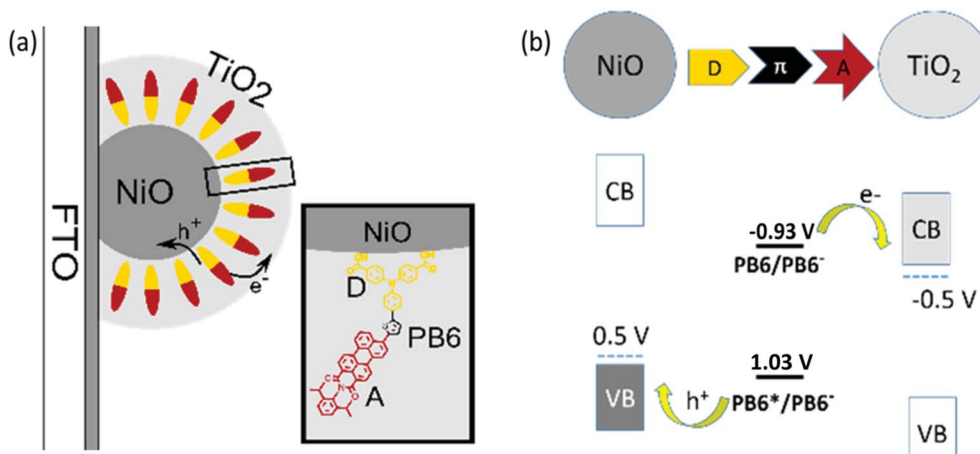 (a)
TiO2
NiO
h+
e-
FTO
NiO
D
PB6
A
(b)
NiO
D
π
A
TiO₂
CB
e-
-0.93 V
PB6/PB6⁻
CB
-0.5 V
0.5 V
1.03 V
VB
h⁺
PB6*/PB6⁻
VB